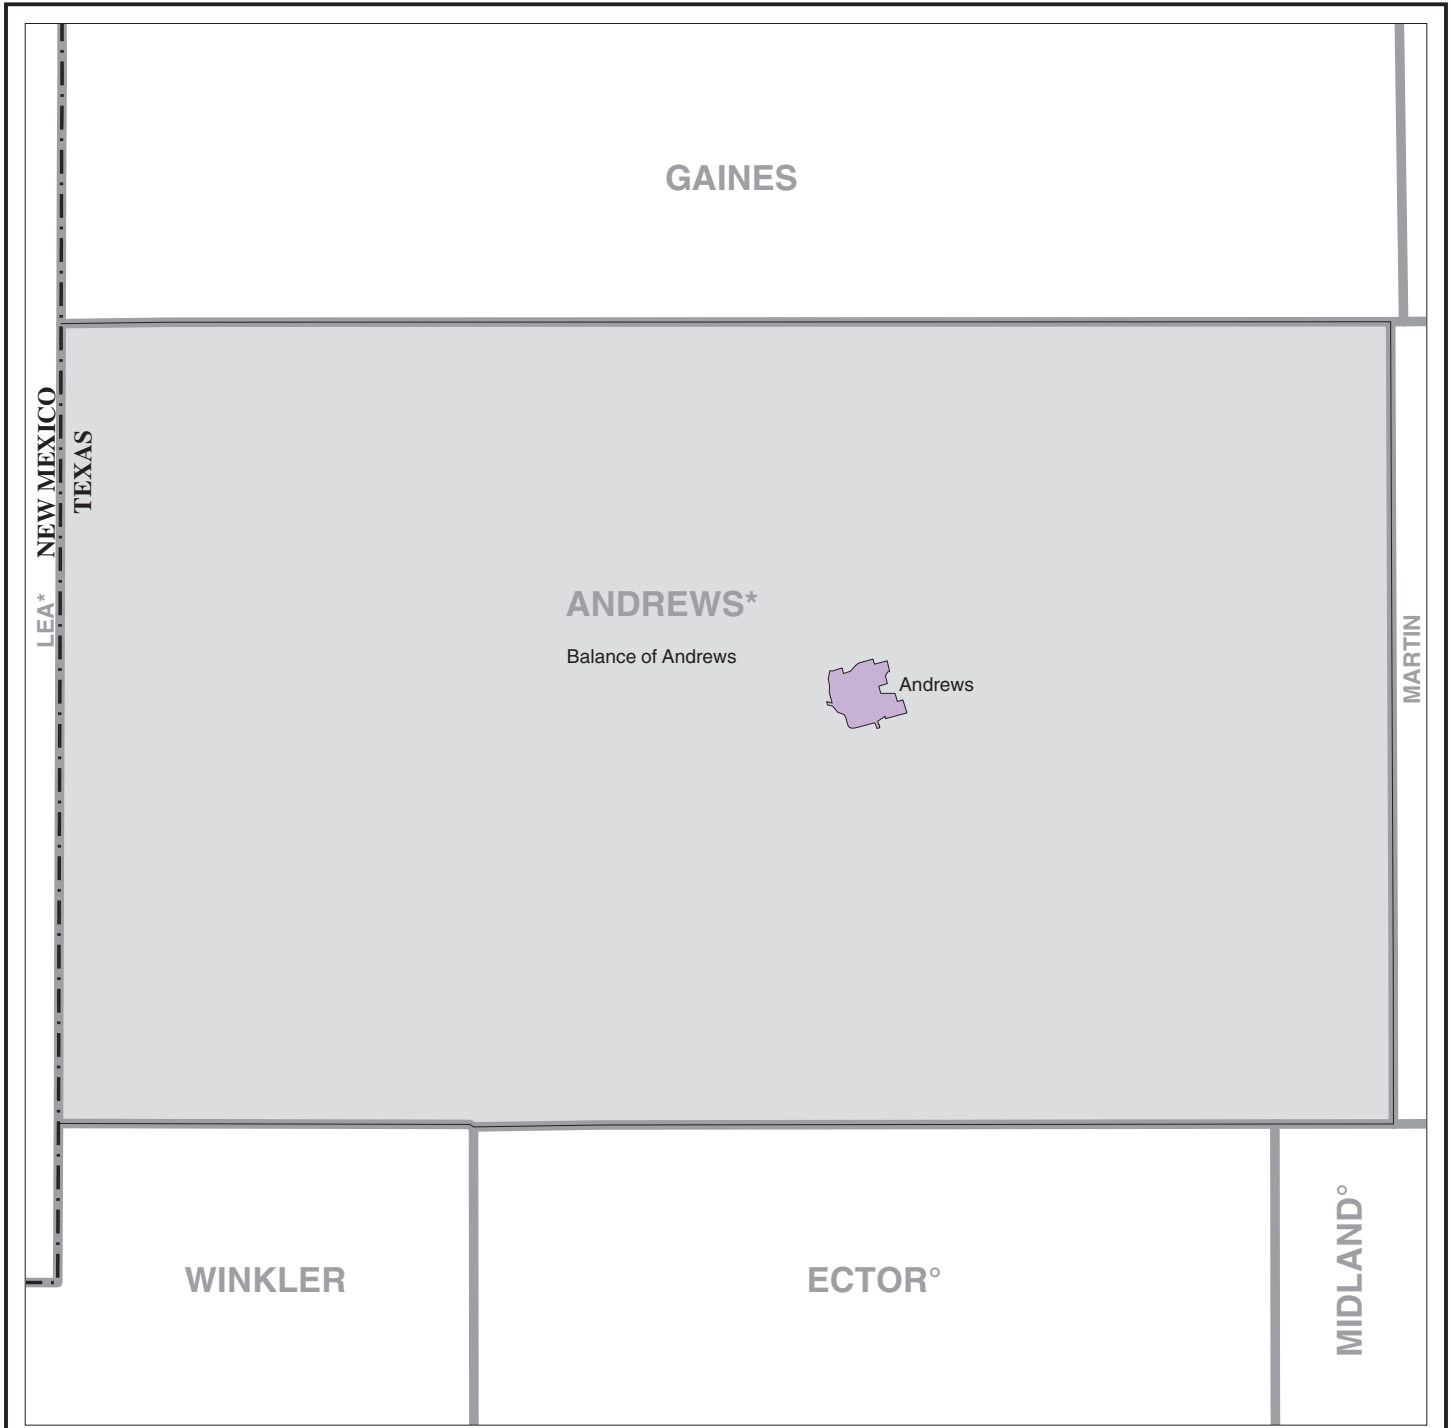 GAINES
NEW MEXICO
TEXAS
LEA*
ANDREWS*
Balance of Andrews
Andrews
MARTIN
WINKLER
ECTOR°
MIDLAND°